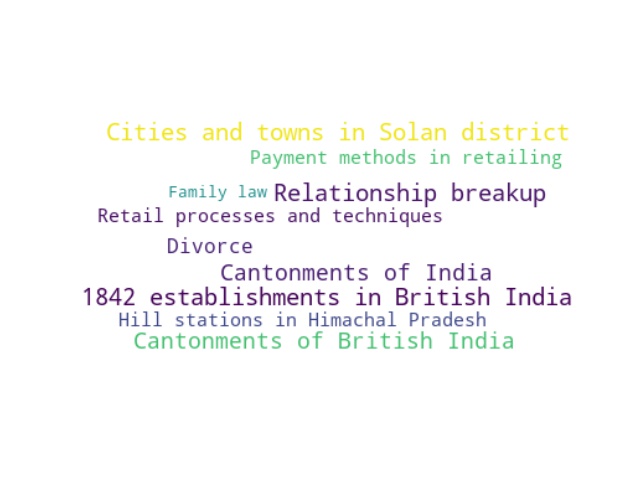 Cities and towns in Solan district
Payment methods in retailing
Family law Relationship breakup
Retail processes and techniques
Divorce
Cantonments of India
1842 establishments in British India
Hill stations in Himachal Pradesh
Cantonments of British India